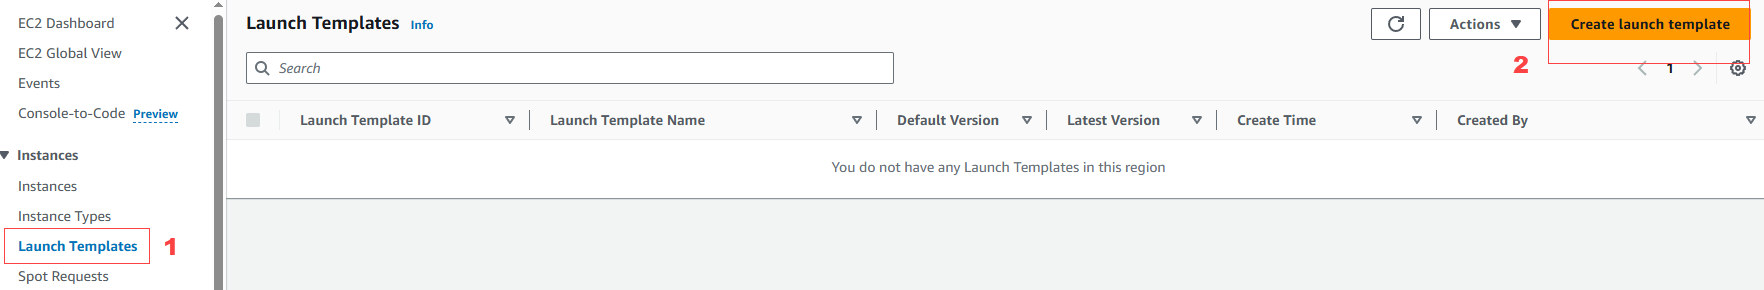 EC2 Dashboard
EC2 Global View
Events
Console-to-Code Preview
Instances
Instances
Instance Types
Launch Templates 1
Spot Requests
Launch Templates Info
Actions
Create launch template
2
Search
1
Launch Template ID
Launch Template Name
Default Version
Latest Version
Create Time
Created By
You do not have any Launch Templates in this region